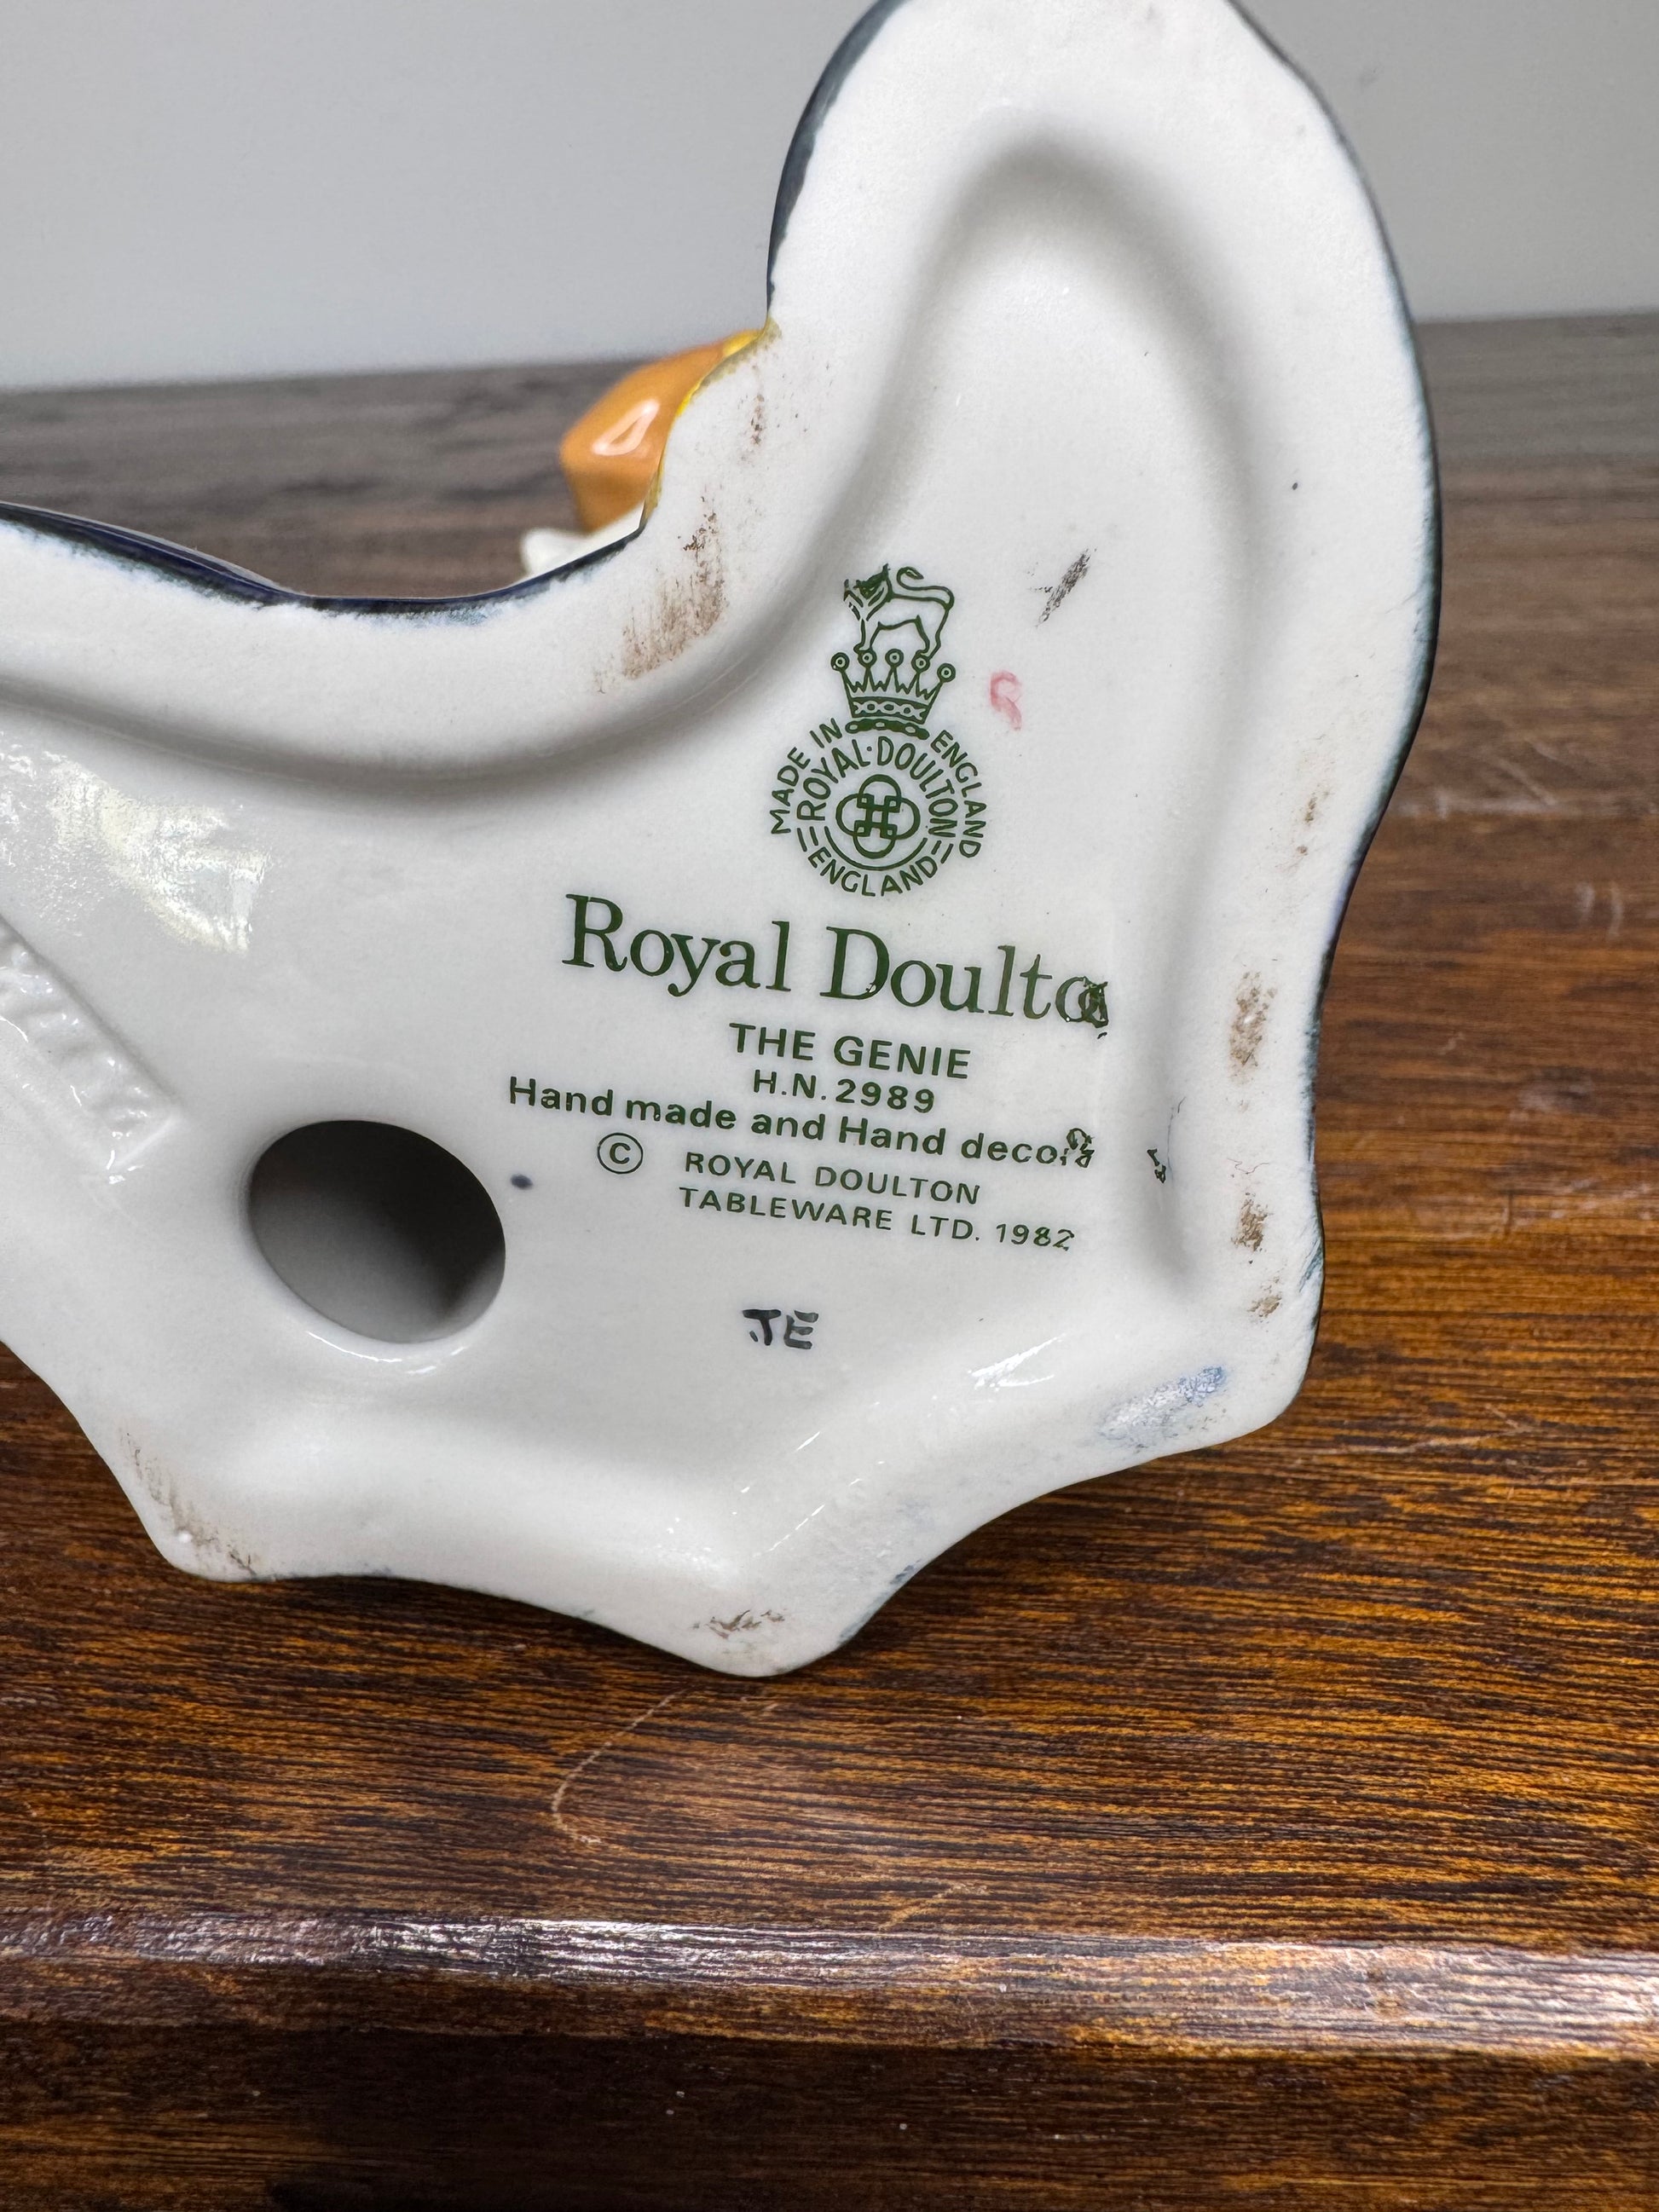 MADE IN ENGLAND
ROYAL·DOULTON
ENGLAND
Royal Doulto
THE GENIE
H.N.2989
Hand made and Hand
© ROYAL DOULTON
TABLEWARE LTD. 1982
JE